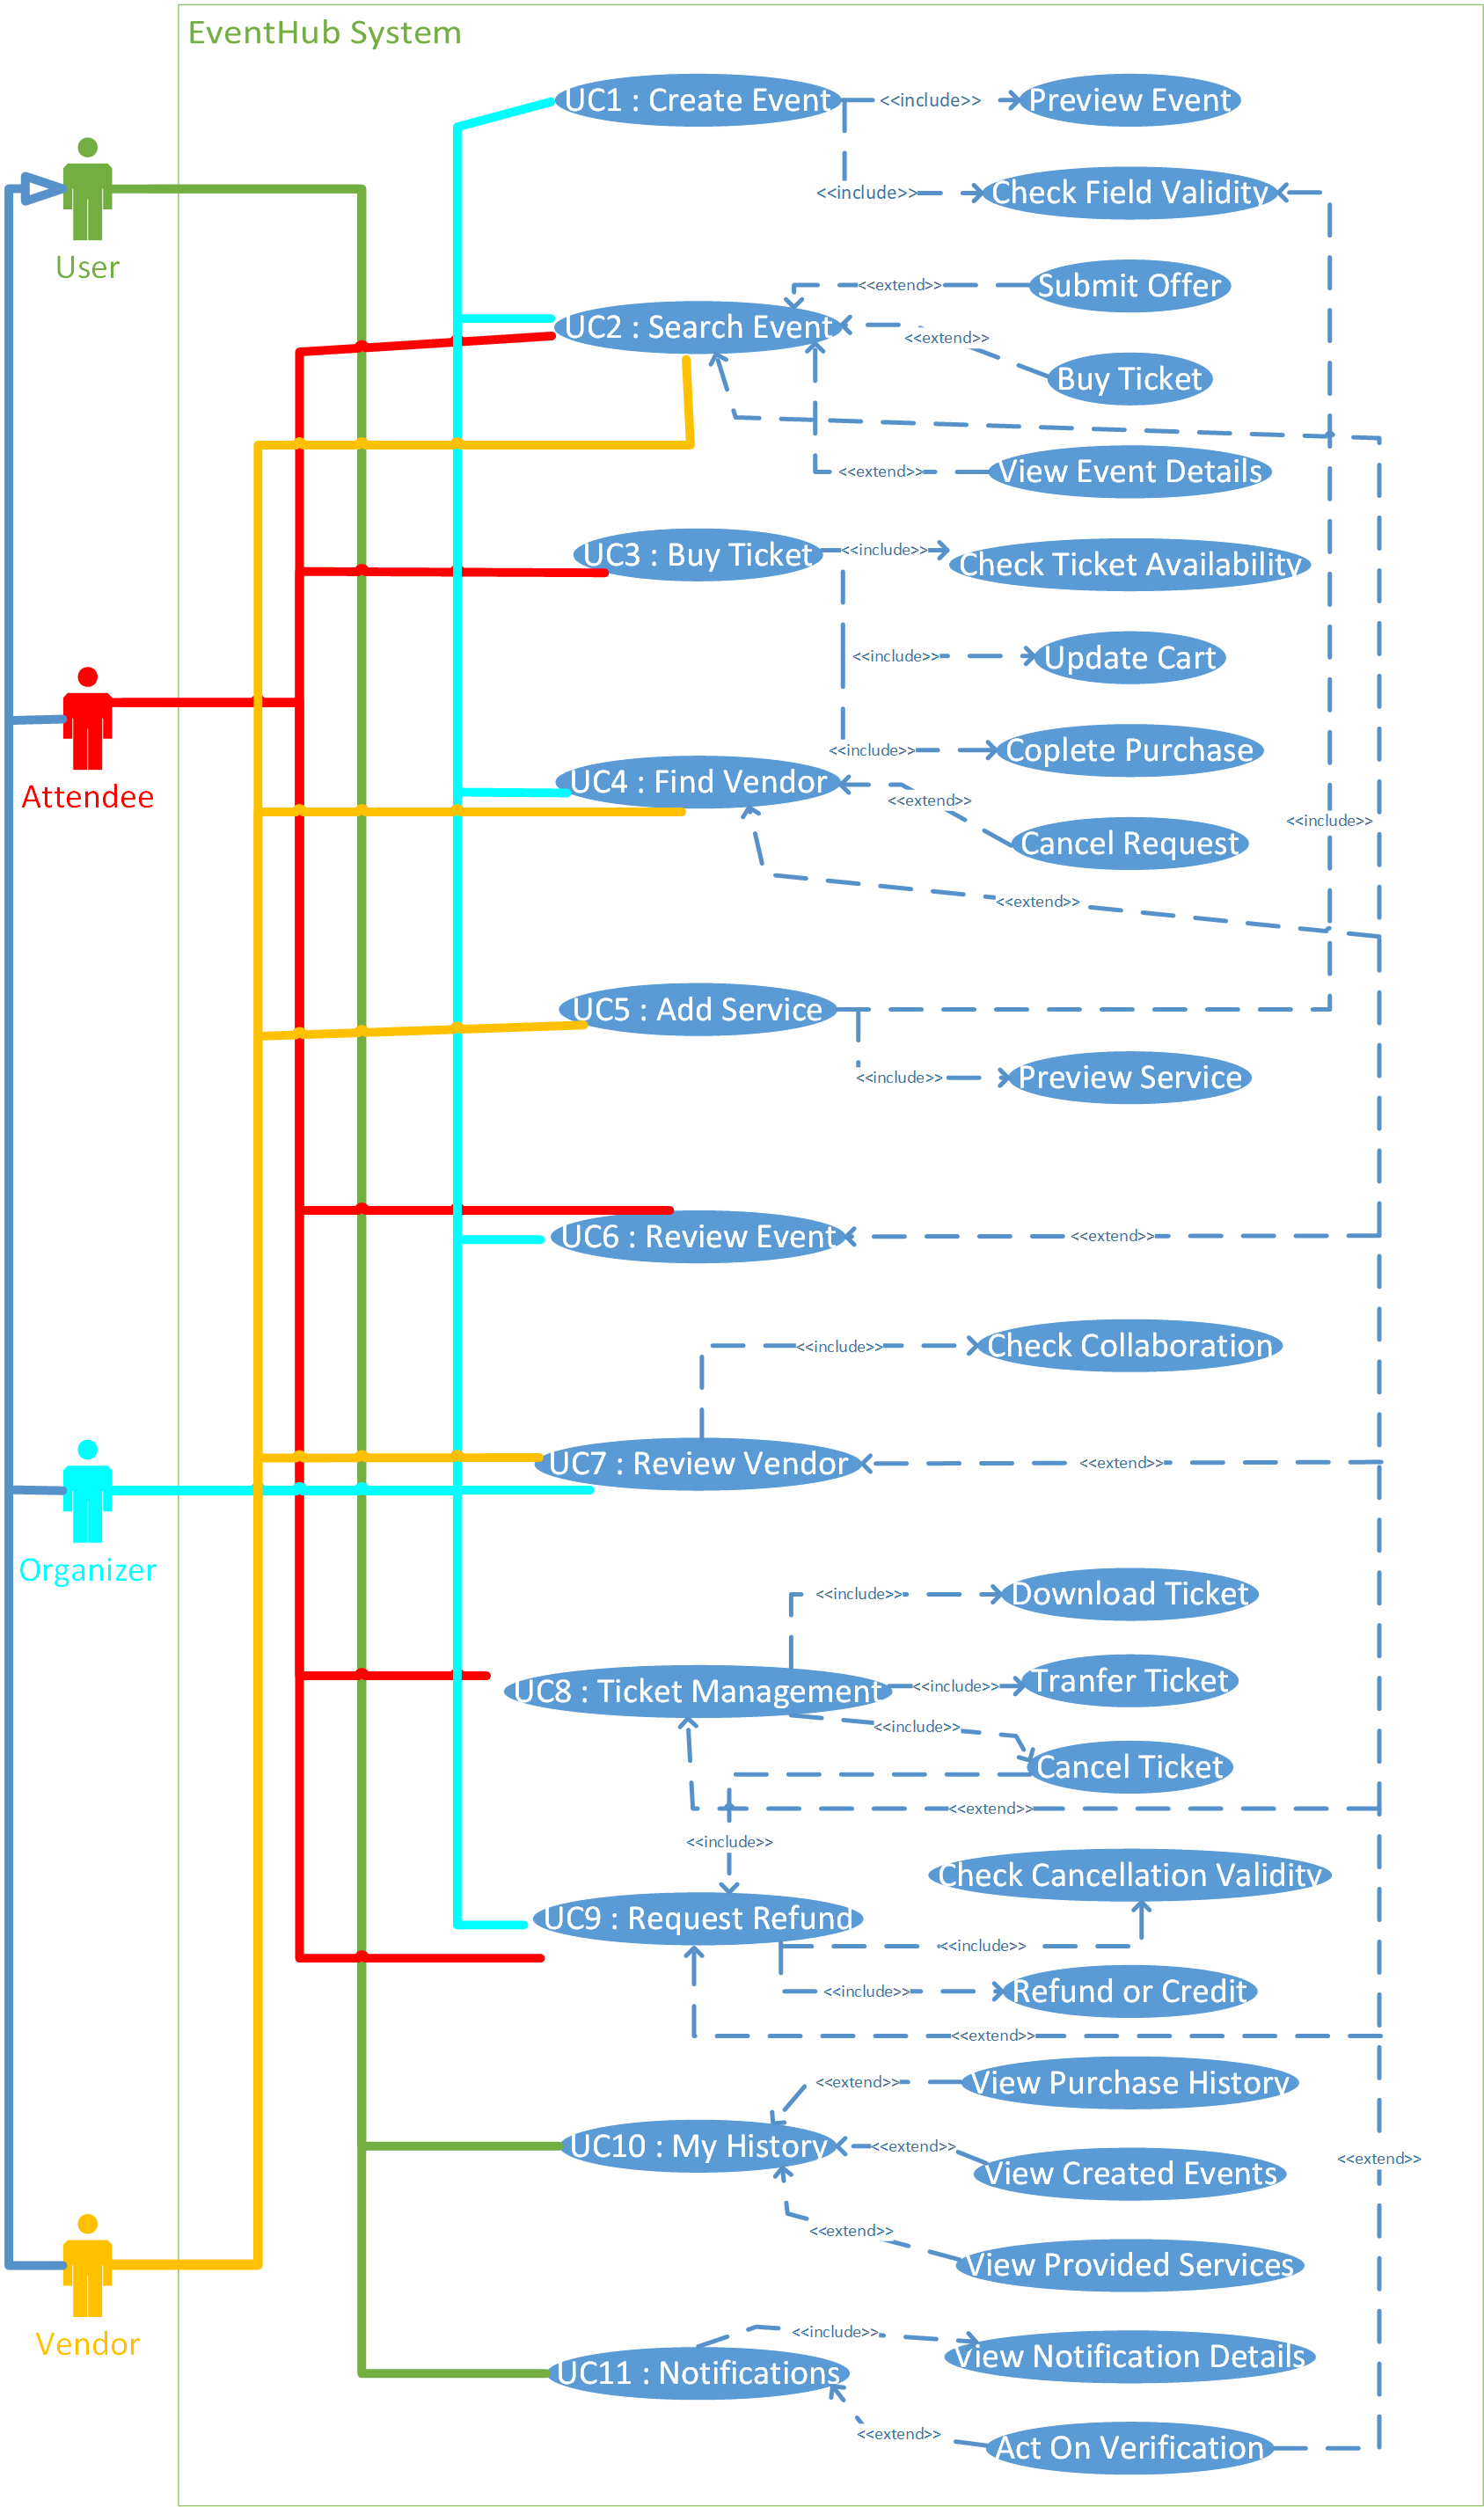 EventHub System
UC1 : Create Event
<<include>>
Preview Event
<<include>>
Check Field Validity
User
<<extend>>
Submit Offer
UC2 : Search Event
<<extend>>
Buy Ticket
<<extend>>
View Event Details
UC3 : Buy Ticket
<<include>>
Check Ticket Availability
<<include>>
Update Cart
<<include>>
Coplete Purchase
Attendee
UC4 : Find Vendor
<<extend>>
<<include>>
Cancel Request
<<extend>>
UC5 : Add Service
<<include>>
Preview Service
UC6 : Review Event
<<extend>>
<<include>>
Check Collaboration
UC7 : Review Vendor
<<extend>>
Organizer
<<include>>
Download Ticket
UC8 : Ticket Management
<<include>>
Tranfer Ticket
<<include>>
Cancel Ticket
<<extend>>
<<include>>
Check Cancellation Validity
UC9 : Request Refund
<<include>>
<<include>>
Refund or Credit
<<extend>>
<<extend>>
View Purchase History
UC10 : My History
<<extend>>
<<extend>>
View Created Events
<<extend>>
View Provided Services
Vendor
<<include>>
View Notification Details
UC11 : Notifications
<<extend>>
Act On Verification